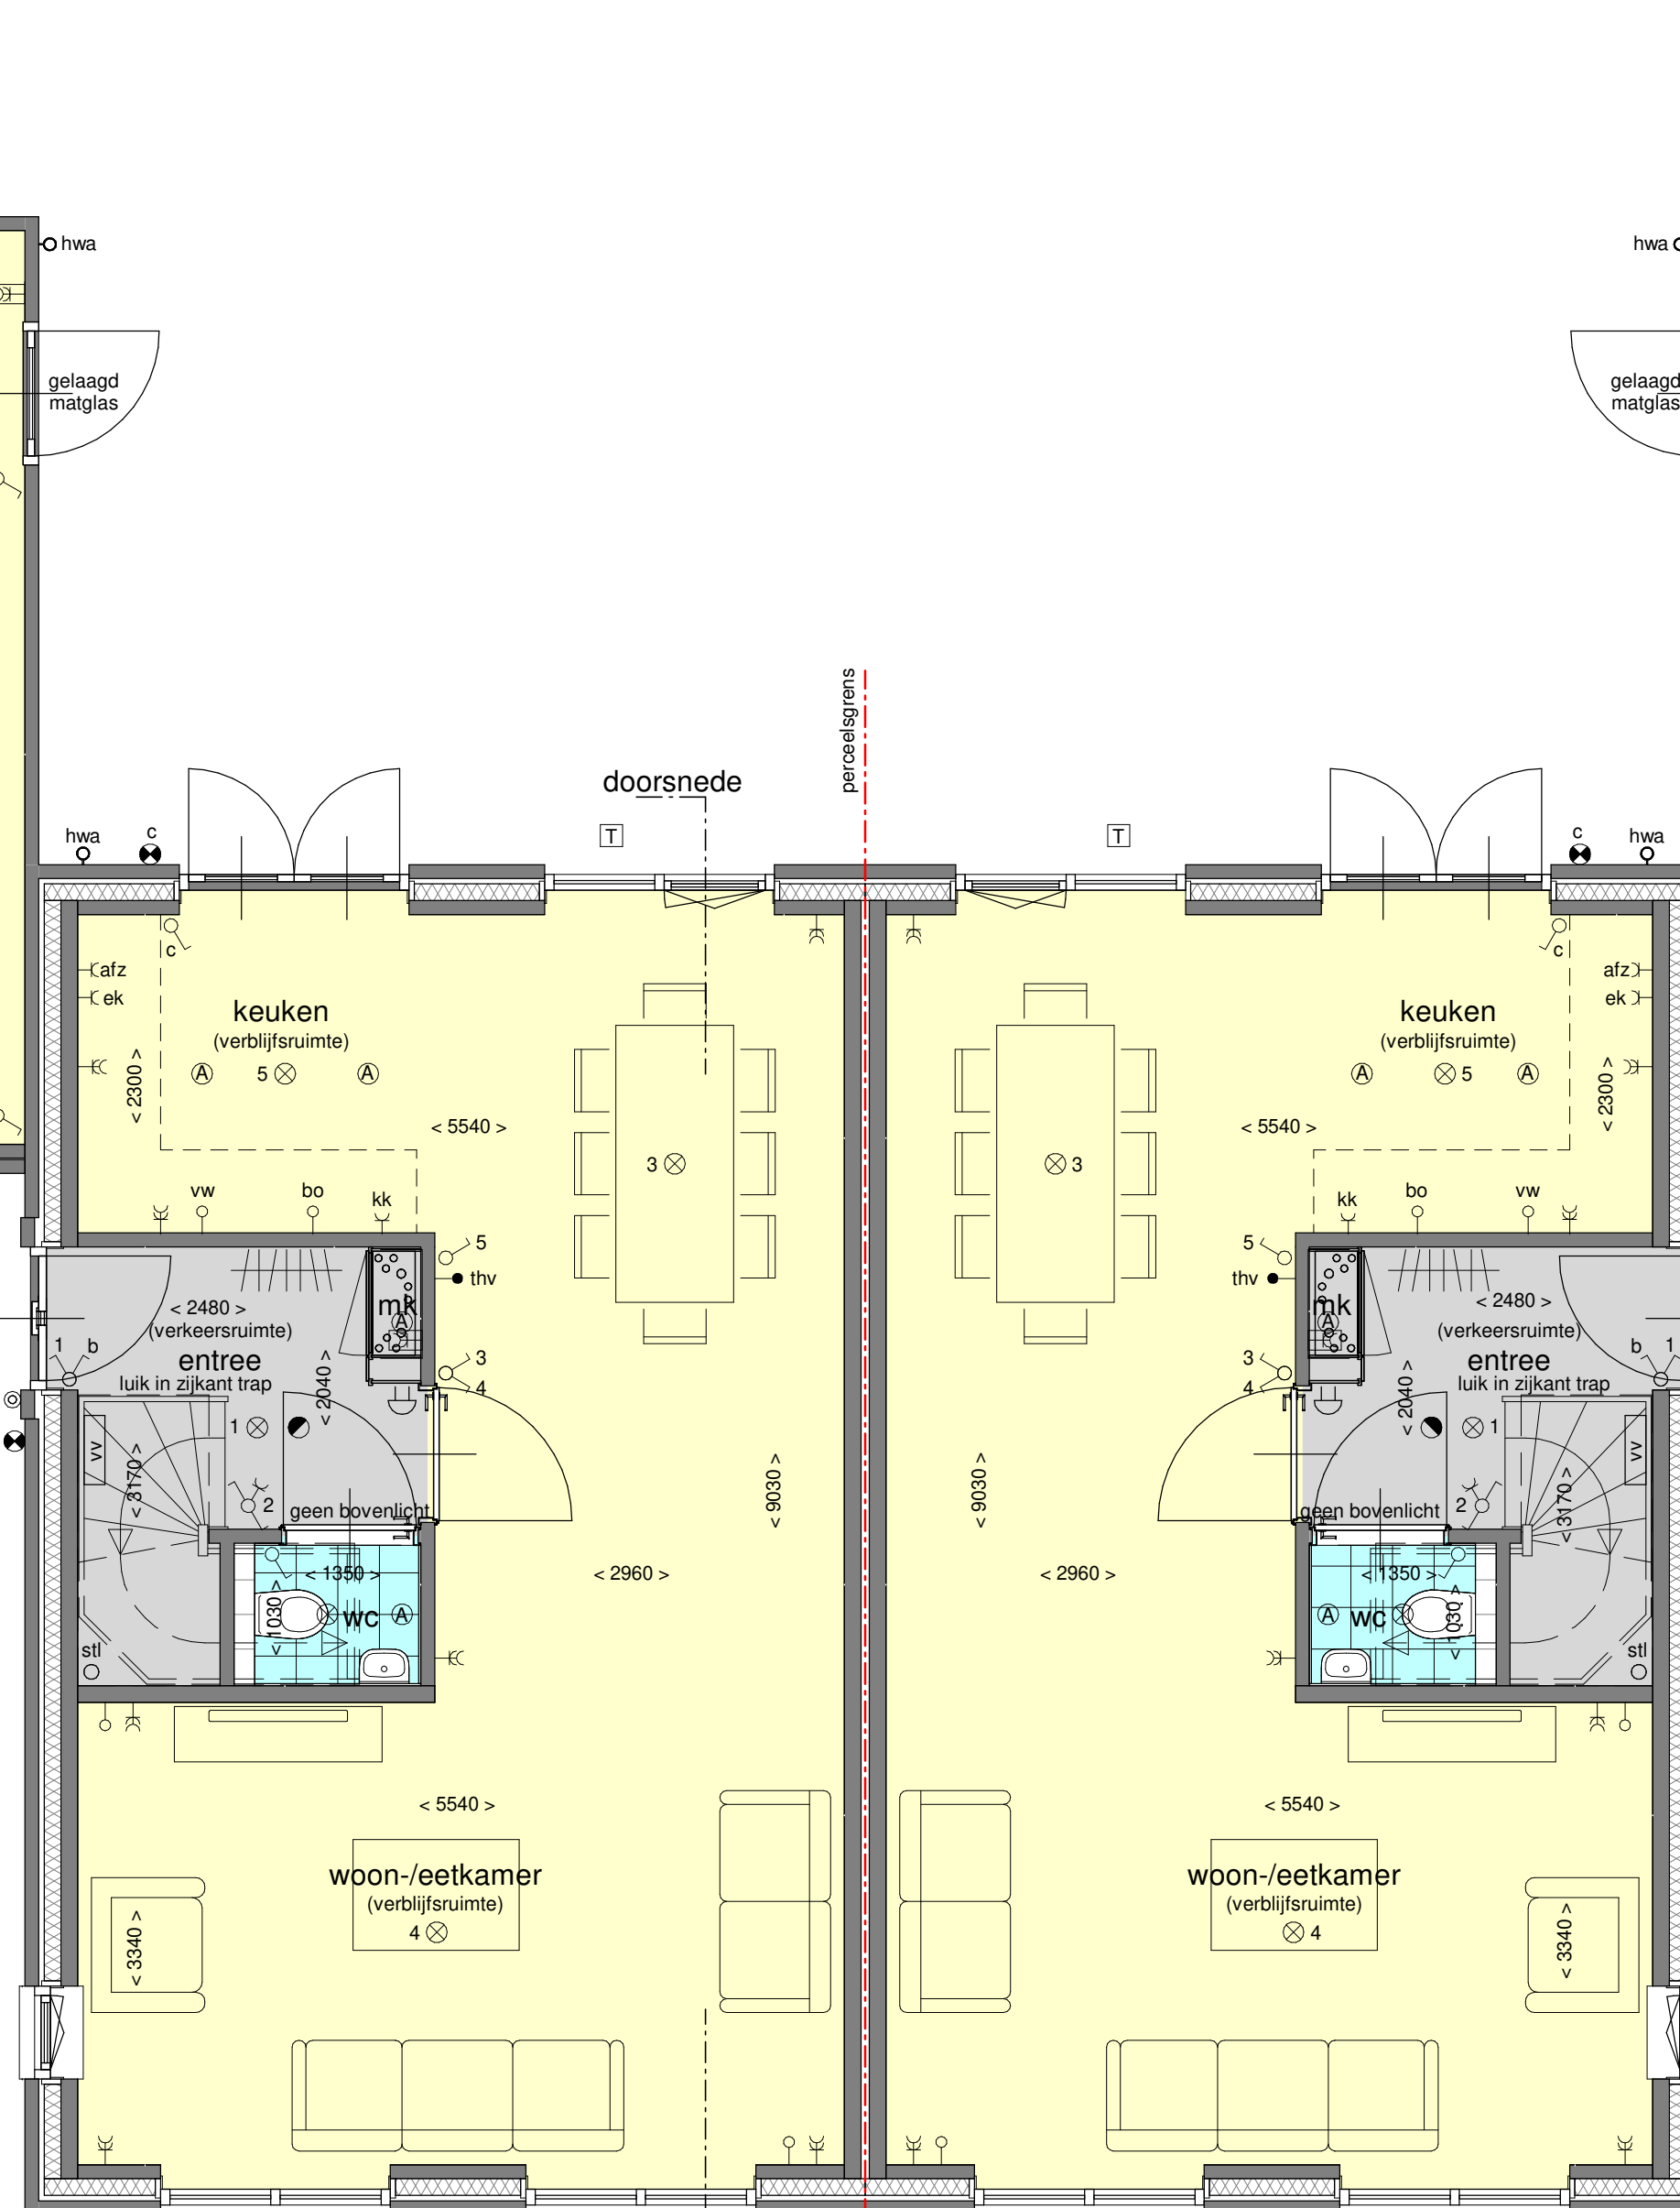 hwa
hwa
gelaagd
matglas
gelaagd
matglas
perceelsgrens
doorsnede
hwa
c
T
T
c
hwa
c
c
afz
afz
ek
ek
keuken
(verblijfsruimte)
keuken
(verblijfsruimte)
A
5
A
A
5
A
< 2300 >
< 2300 >
< 5540 >
< 5540 >
3
3
vw
bo
kk
kk
bo
vw
5
thv
5
thv
mk
A
mk
A
< 2480 >
(verkeersruimte)
entree
luik in zijkant trap
< 2480 >
(verkeersruimte)
entree
luik in zijkant trap
1
b
b
1
3
4
3
4
< 2040 >
< 2040 >
1
1
vv
vv
< 3170 >
< 3170 >
2
2
geen bovenlicht
geen bovenlicht
< 9030 >
< 9030 >
< 1350 >
< 1350 >
< 2960 >
< 2960 >
< 1030 >
wc
A
A
wc
< 1030 >
stl
stl
< 5540 >
< 5540 >
woon-/eetkamer
(verblijfsruimte)
4
woon-/eetkamer
(verblijfsruimte)
4
< 3340 >
< 3340 >